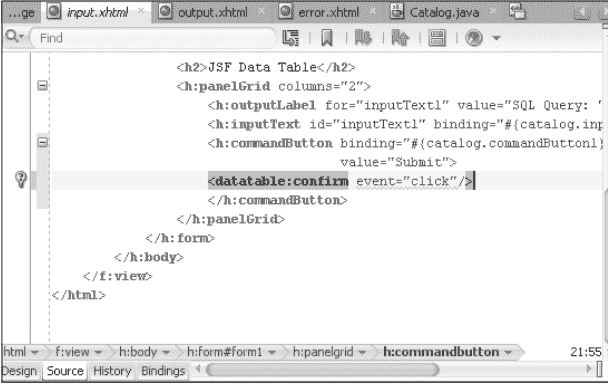 ...ge input.xhtml × output.xhtml × error.xhtml × Catalog.java ×
Find
<h2>JSF Data Table</h2>
<h:panelGrid columns="2">
<h:outputLabel for="inputText1" value="SQL Query: "
<h:inputText id="inputText1" binding="#{catalog.inp
<h:commandButton binding="#{catalog.commandButton1}
value="Submit">
<datatable:confirm event="click"/>
</h:commandButton>
</h:panelGrid>
</h:form>
</h:body>
</f:view>
</html>
html f:view h:body h:form#form1 h:panelgrid h:commandbutton 21:55
Design Source History Bindings